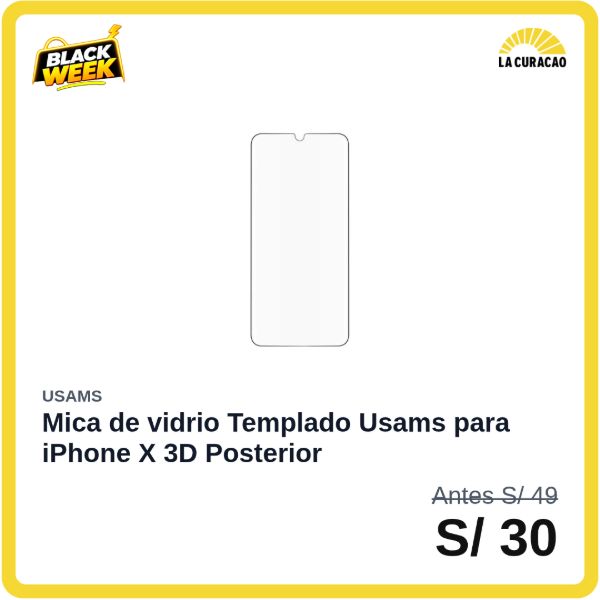 BLACK
WEEK
LA CURACAO
USAMS
Mica de vidrio Templado Usams para
iPhone X 3D Posterior
Antes S/ 49
S/ 30